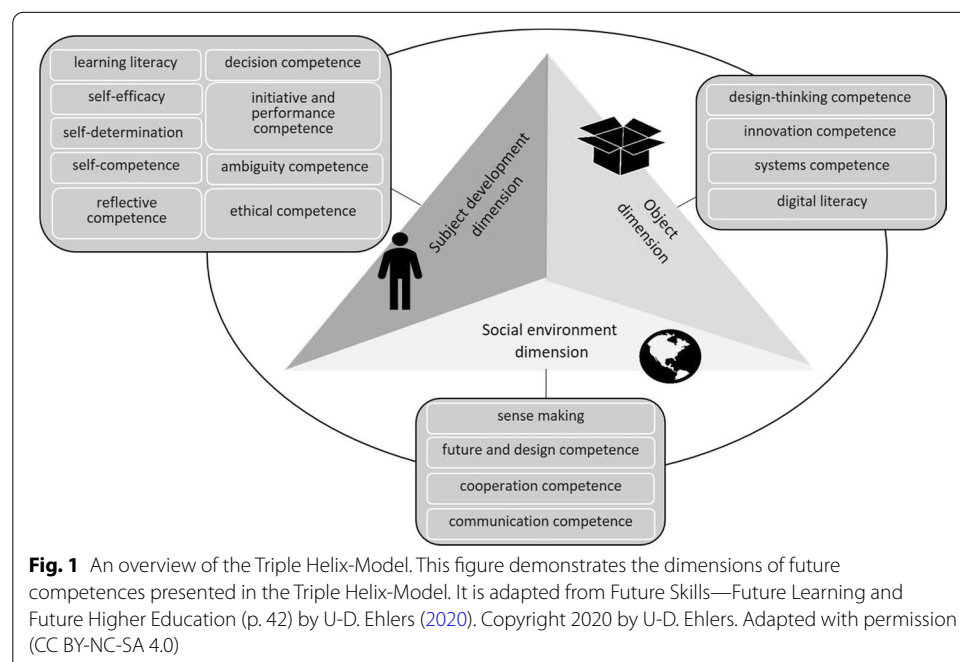 learning literacy
self-efficacy
self-determination
self-competence
reflective
competence
decision competence
initiative and
performance
competence
ambiguity competence
ethical competence
design-thinking competence
innovation competence
systems competence
digital literacy
Subject development
dimension
Object
dimension
Social environment
dimension
sense making
future and design competence
cooperation competence
communication competence
Fig. 1 An overview of the Triple Helix-Model. This figure demonstrates the dimensions of future
competences presented in the Triple Helix-Model. It is adapted from Future Skills—Future Learning and
Future Higher Education (p. 42) by U-D. Ehlers (2020). Copyright 2020 by U-D. Ehlers. Adapted with permission
(CC BY-NC-SA 4.0)